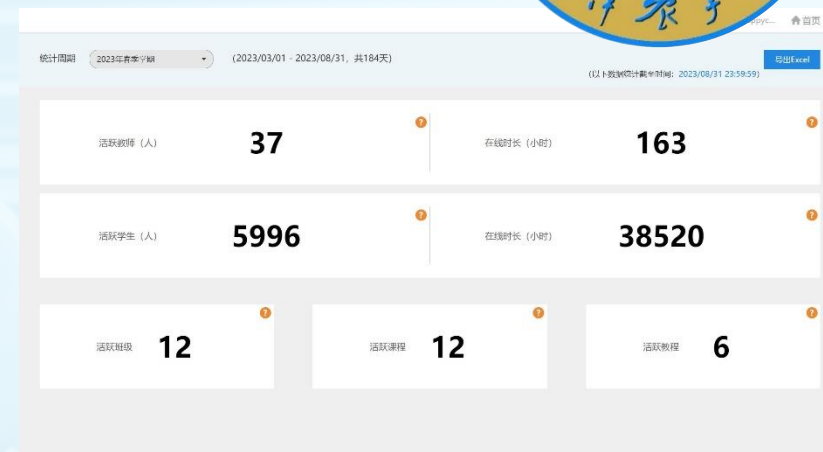 首页
统计周期 2023年春季学期 (2023/03/01 - 2023/08/31, 共184天)
导出Excel
(以下数据统计截至时间: 2023/08/31 23:59:59)
活跃教师 (人) 37
在线时长 (小时) 163
活跃学生 (人) 5996
在线时长 (小时) 38520
活跃班级 12
活跃课程 12
活跃教程 6